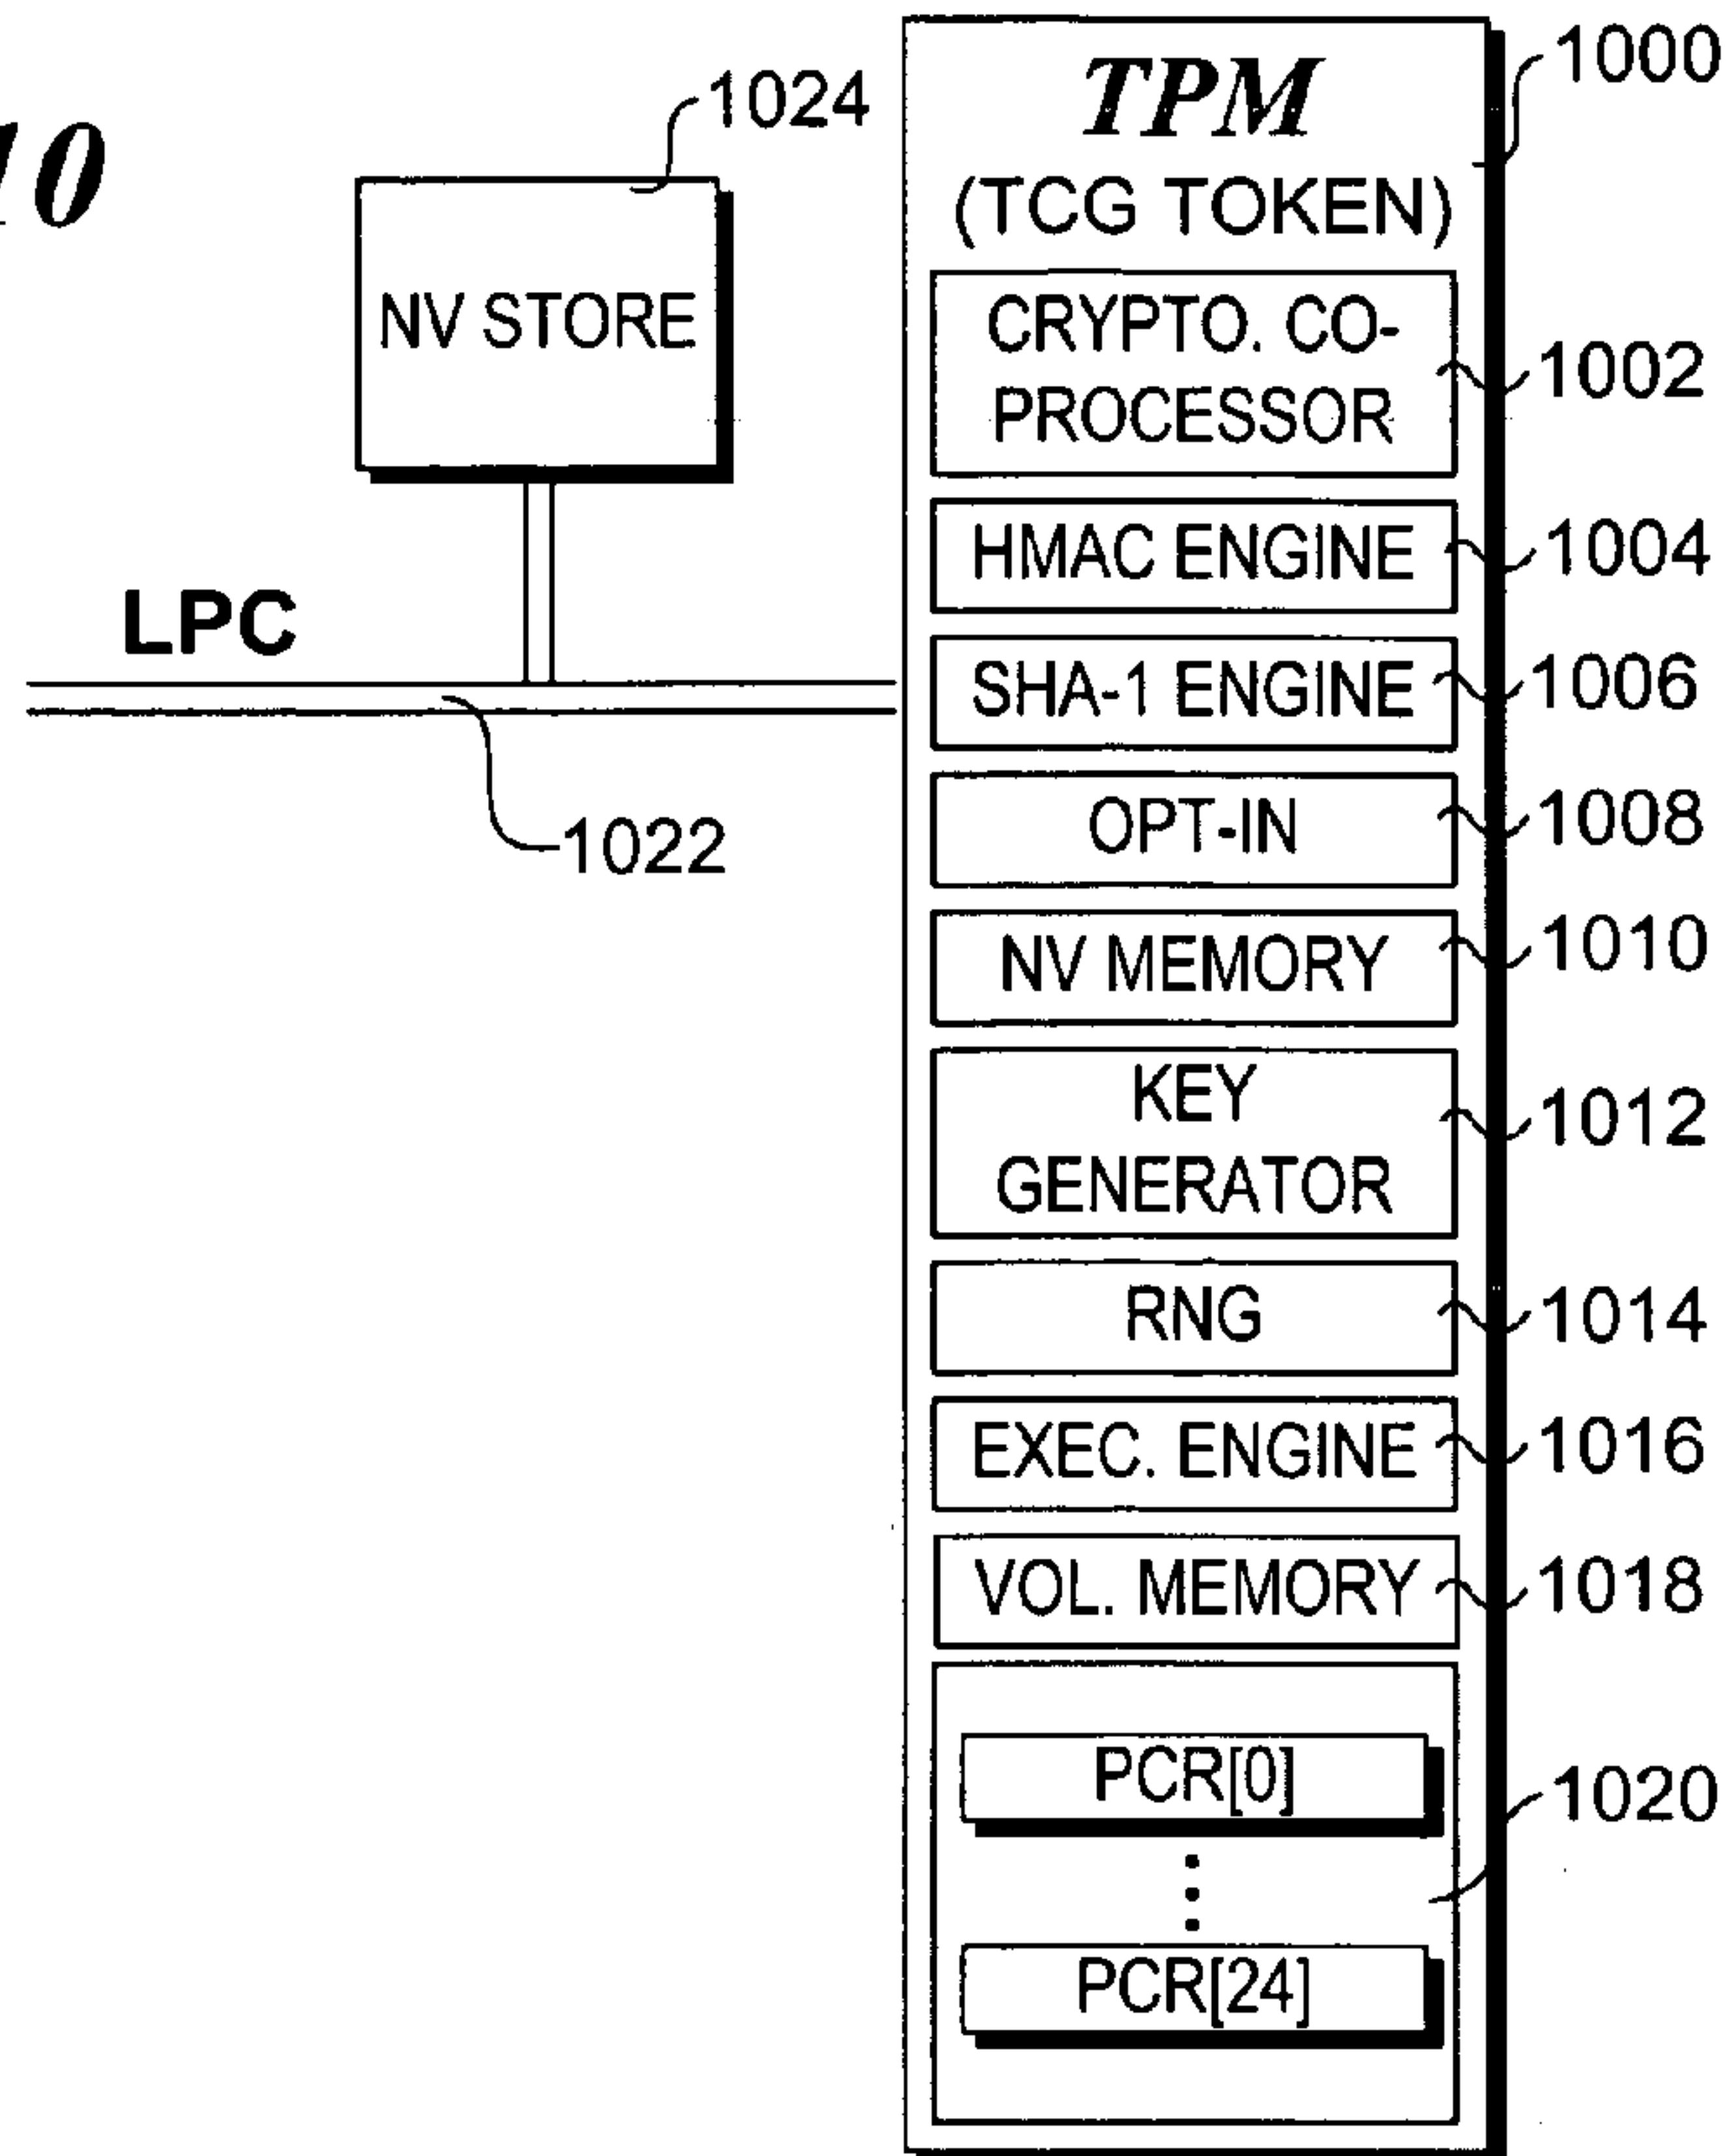 10
1024
NV STORE
LPC
1022
TPM
(TCG TOKEN)
1000
CRYPTO. CO-
PROCESSOR
1002
HMAC ENGINE
1004
SHA-1 ENGINE
1006
OPT-IN
1008
NV MEMORY
1010
KEY
GENERATOR
1012
RNG
1014
EXEC. ENGINE
1016
VOL. MEMORY
1018
PCR[0]
1020
PCR[24]